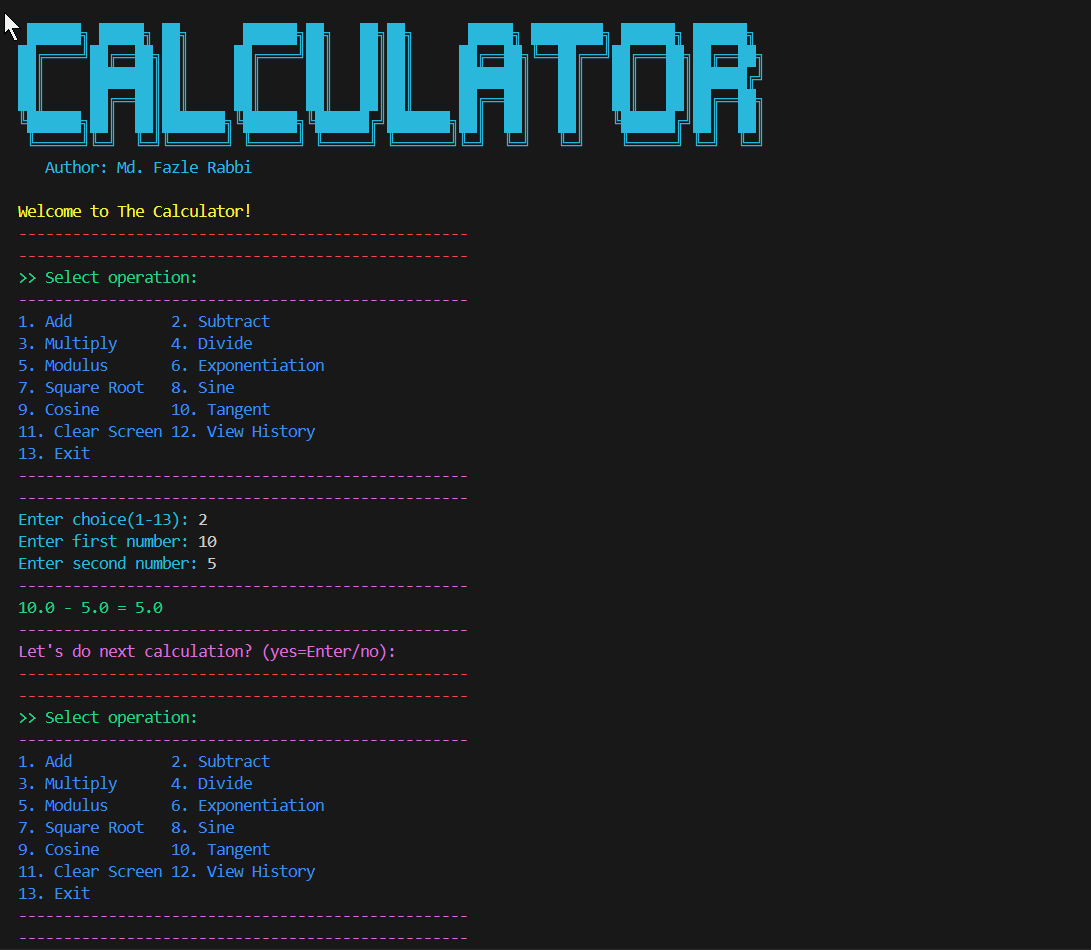 CALCULATOR
Author: Md. Fazle Rabbi
Welcome to The Calculator!
--------------------------------------------------
--------------------------------------------------
>> Select operation:
--------------------------------------------------
1. Add           2. Subtract
3. Multiply      4. Divide
5. Modulus       6. Exponentiation
7. Square Root   8. Sine
9. Cosine        10. Tangent
11. Clear Screen 12. View History
13. Exit
--------------------------------------------------
--------------------------------------------------
Enter choice(1-13): 2
Enter first number: 10
Enter second number: 5
--------------------------------------------------
10.0 - 5.0 = 5.0
--------------------------------------------------
Let's do next calculation? (yes=Enter/no):
--------------------------------------------------
--------------------------------------------------
>> Select operation:
--------------------------------------------------
1. Add           2. Subtract
3. Multiply      4. Divide
5. Modulus       6. Exponentiation
7. Square Root   8. Sine
9. Cosine        10. Tangent
11. Clear Screen 12. View History
13. Exit
--------------------------------------------------
--------------------------------------------------